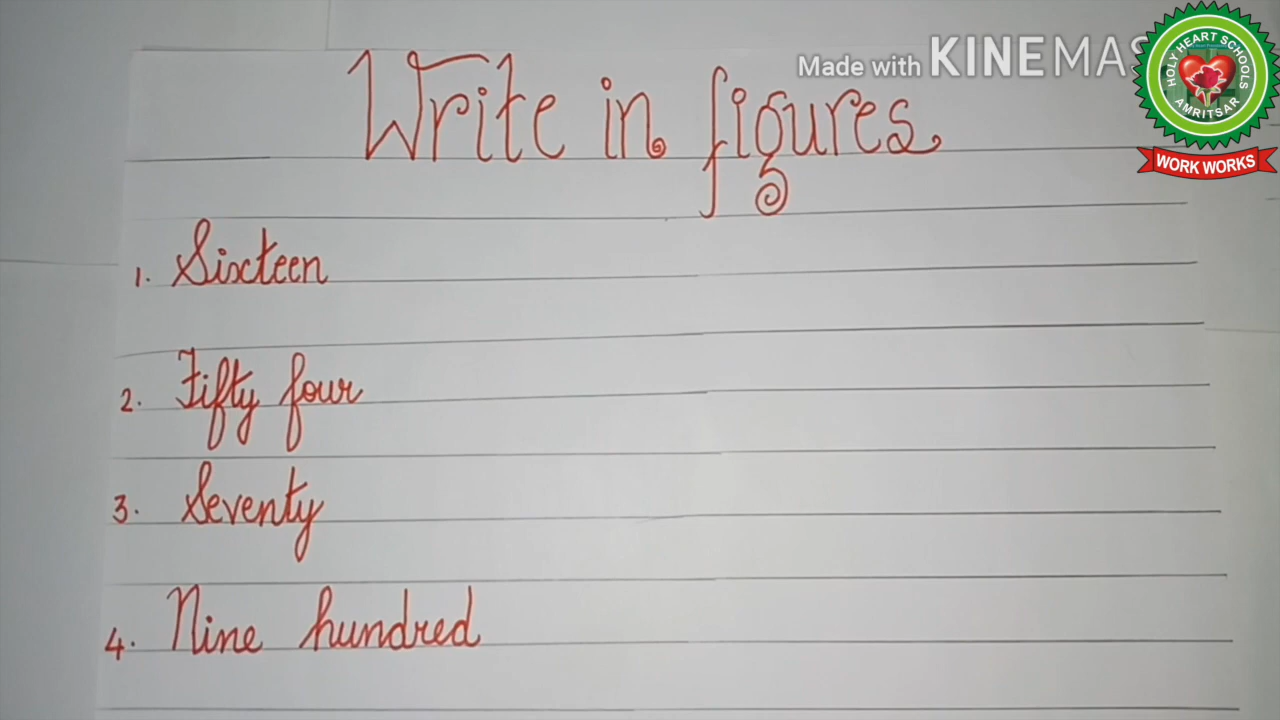 Made with KINEMAS
HOLY HEART SCHOOLS
AMRITSAR
WORK WORKS
Write in figures
1. Sixteen
2. Fifty four
3. Seventy
4. Nine hundred